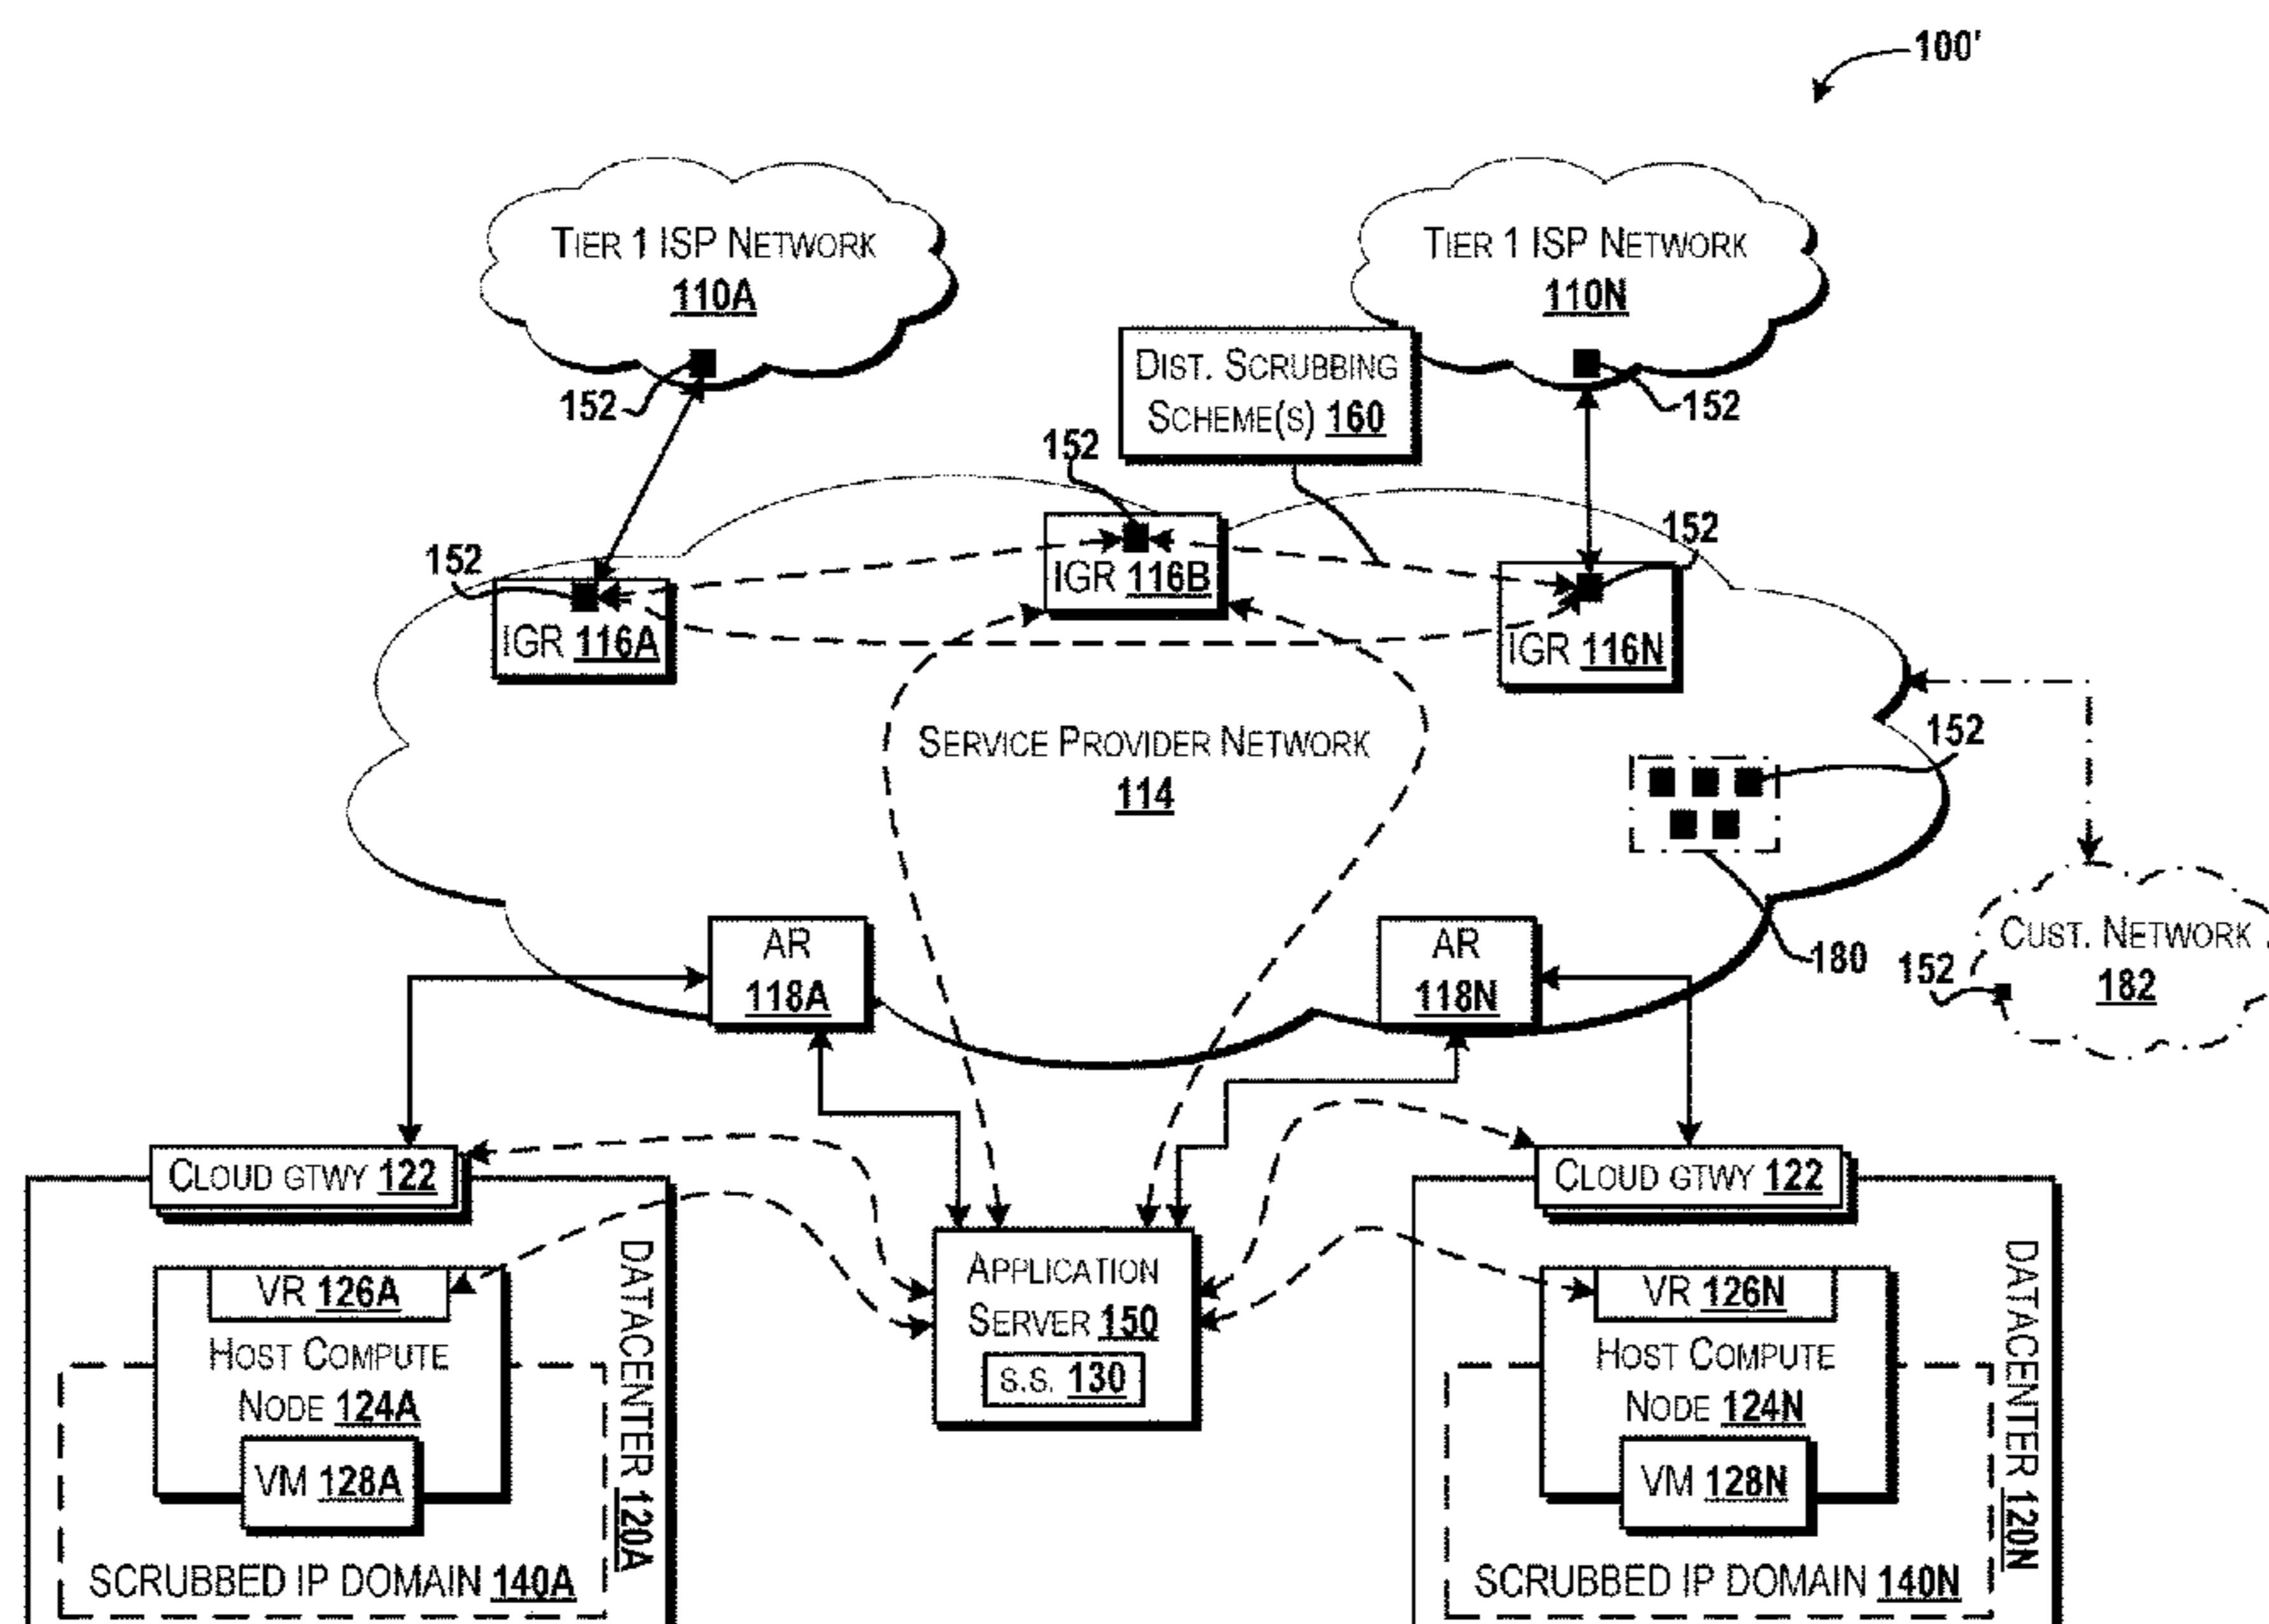 100'
TIER 1 ISP NETWORK
110A
TIER 1 ISP NETWORK
110N
DIST. SCRUBBING
SCHEME(S) 160
152
152
152
152
152
IGR 116A
IGR 116B
IGR 116N
SERVICE PROVIDER NETWORK
114
152
180
AR
118A
AR
118N
CUST. NETWORK
182
152
CLOUD GTWY 122
CLOUD GTWY 122
VR 126A
HOST COMPUTE
NODE 124A
VM 128A
SCRUBBED IP DOMAIN 140A
DATACENTER 120A
APPLICATION
SERVER 150
S.S. 130
VR 126N
HOST COMPUTE
NODE 124N
VM 128N
SCRUBBED IP DOMAIN 140N
DATACENTER 120N